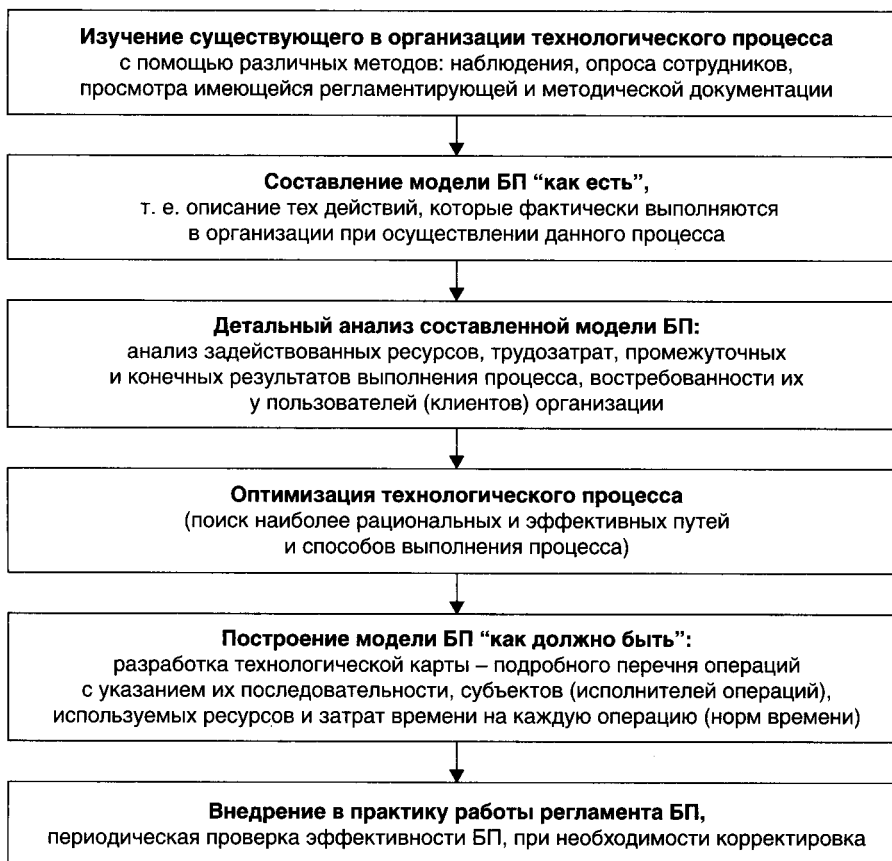 Изучение существующего в организации технологического процесса
с помощью различных методов: наблюдения, опроса сотрудников,
просмотра имеющейся регламентирующей и методической документации
Составление модели БП “как есть”,
т. е. описание тех действий, которые фактически выполняются
в организации при осуществлении данного процесса
Детальный анализ составленной модели БП:
анализ задействованных ресурсов, трудозатрат, промежуточных
и конечных результатов выполнения процесса, востребованности их
у пользователей (клиентов) организации
Оптимизация технологического процесса
(поиск наиболее рациональных и эффективных путей
и способов выполнения процесса)
Построение модели БП “как должно быть”:
разработка технологической карты – подробного перечня операций
с указанием их последовательности, субъектов (исполнителей операций),
используемых ресурсов и затрат времени на каждую операцию (норм времени)
Внедрение в практику работы регламента БП,
периодическая проверка эффективности БП, при необходимости корректировка